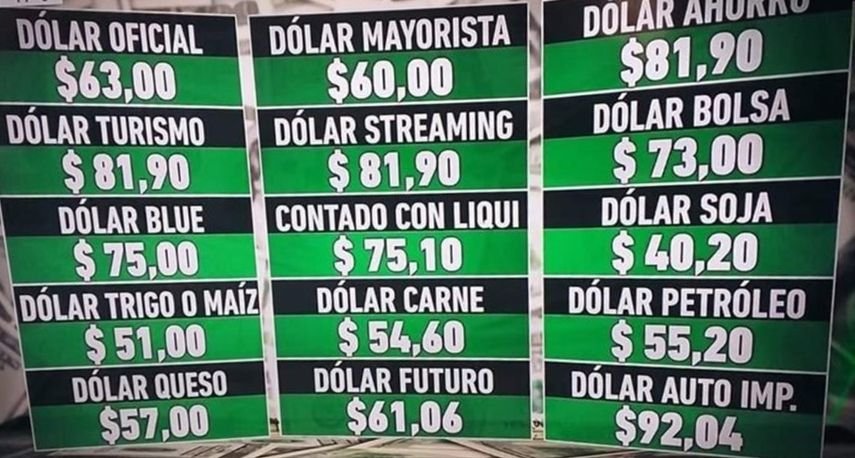 DÓLAR OFICIAL
$63,00
DÓLAR TURISMO
$ 81,90
DÓLAR BLUE
$ 75,00
DÓLAR TRIGO O MAÍZ
$ 51,00
DÓLAR QUESO
$57,00
DÓLAR MAYORISTA
$60,00
DÓLAR STREAMING
$ 81,90
CONTADO CON LIQUI
$ 75,10
DÓLAR CARNE
$ 54,60
DÓLAR FUTURO
$61,06
DÓLAR AHORRO
$81,90
DÓLAR BOLSA
$ 73,00
DÓLAR SOJA
$ 40,20
DÓLAR PETRÓLEO
$ 55,20
DÓLAR AUTO IMP.
$92,04